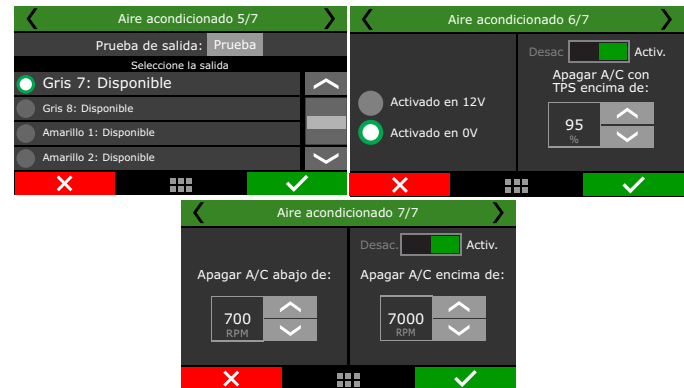 Aire acondicionado 5/7
Prueba de salida: Prueba
Seleccione la salida
Gris 7: Disponible
Gris 8: Disponible
Amarillo 1: Disponible
Amarillo 2: Disponible
Aire acondicionado 6/7
Activado en 12V
Activado en 0V
Desac Activ.
Apagar A/C con
TPS encima de:
95
%
Aire acondicionado 7/7
Apagar A/C abajo de:
700
RPM
Desac. Activ.
Apagar A/C encima de:
7000
RPM